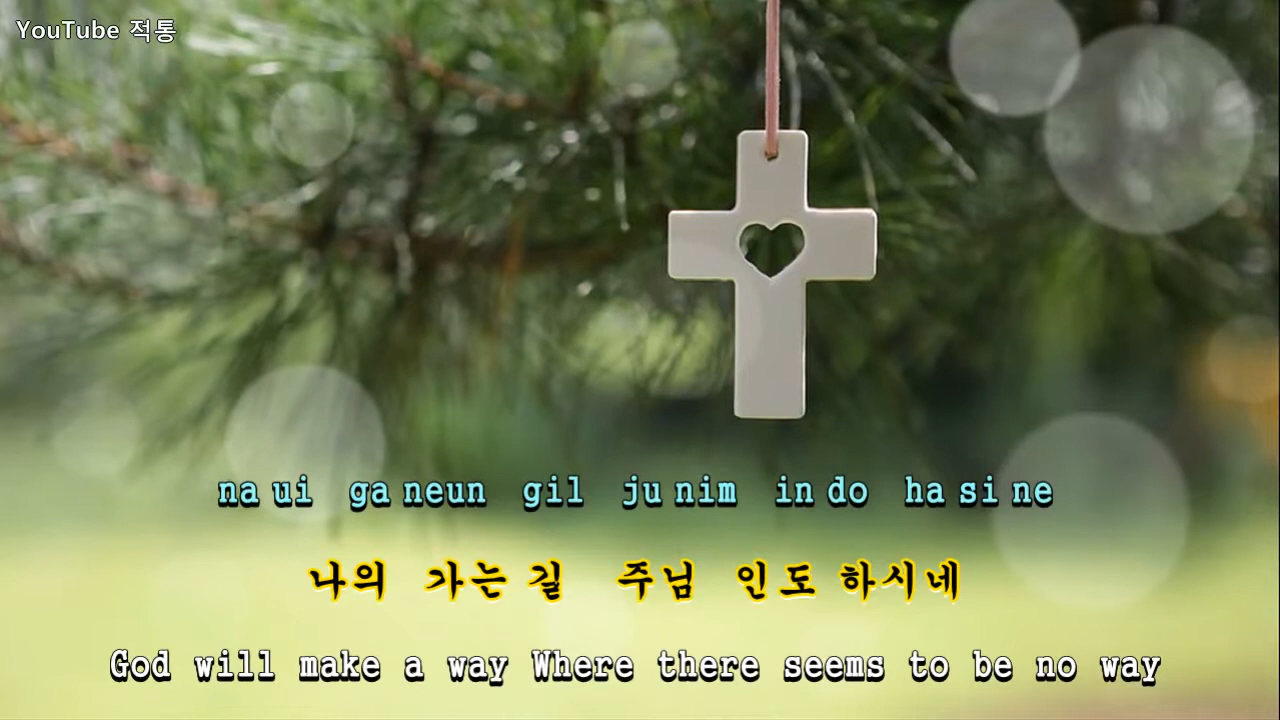 YouTube 적통
na ui ga neun gil ju nim in do ha si ne
나의 가는 길 주님 인도 하시네
God will make a way Where there seems to be no way